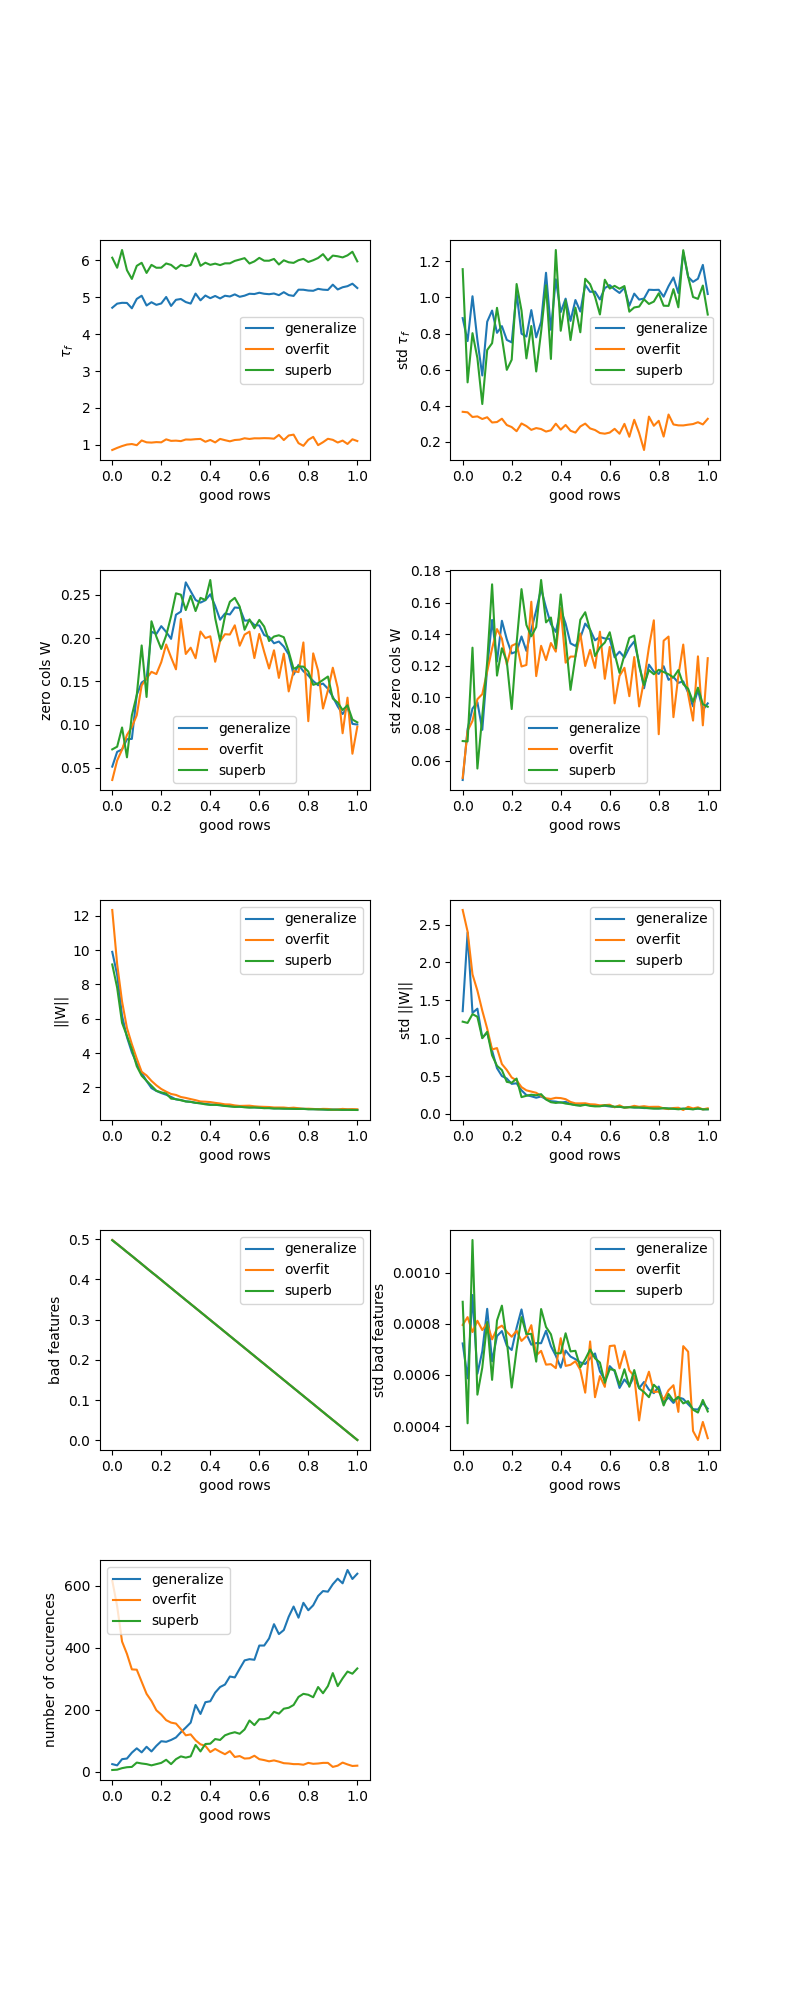 6
5
4
3
2
1
τf
generalize
overfit
superb
0.0 0.2 0.4 0.6 0.8 1.0
good rows
1.2
1.0
0.8
0.6
0.4
0.2
std τf
generalize
overfit
superb
0.0 0.2 0.4 0.6 0.8 1.0
good rows
0.25
0.20
0.15
0.10
0.05
zero cols W
generalize
overfit
superb
0.0 0.2 0.4 0.6 0.8 1.0
good rows
0.18
0.16
0.14
0.12
0.10
0.08
0.06
std zero cols W
generalize
overfit
superb
0.0 0.2 0.4 0.6 0.8 1.0
good rows
12
10
8
6
4
2
||W||
generalize
overfit
superb
0.0 0.2 0.4 0.6 0.8 1.0
good rows
2.5
2.0
1.5
1.0
0.5
0.0
std ||W||
generalize
overfit
superb
0.0 0.2 0.4 0.6 0.8 1.0
good rows
0.5
0.4
0.3
0.2
0.1
0.0
bad features
generalize
overfit
superb
0.0 0.2 0.4 0.6 0.8 1.0
good rows
0.0010
0.0008
0.0006
0.0004
std bad features
generalize
overfit
superb
0.0 0.2 0.4 0.6 0.8 1.0
good rows
600
400
200
0
number of occurences
generalize
overfit
superb
0.0 0.2 0.4 0.6 0.8 1.0
good rows